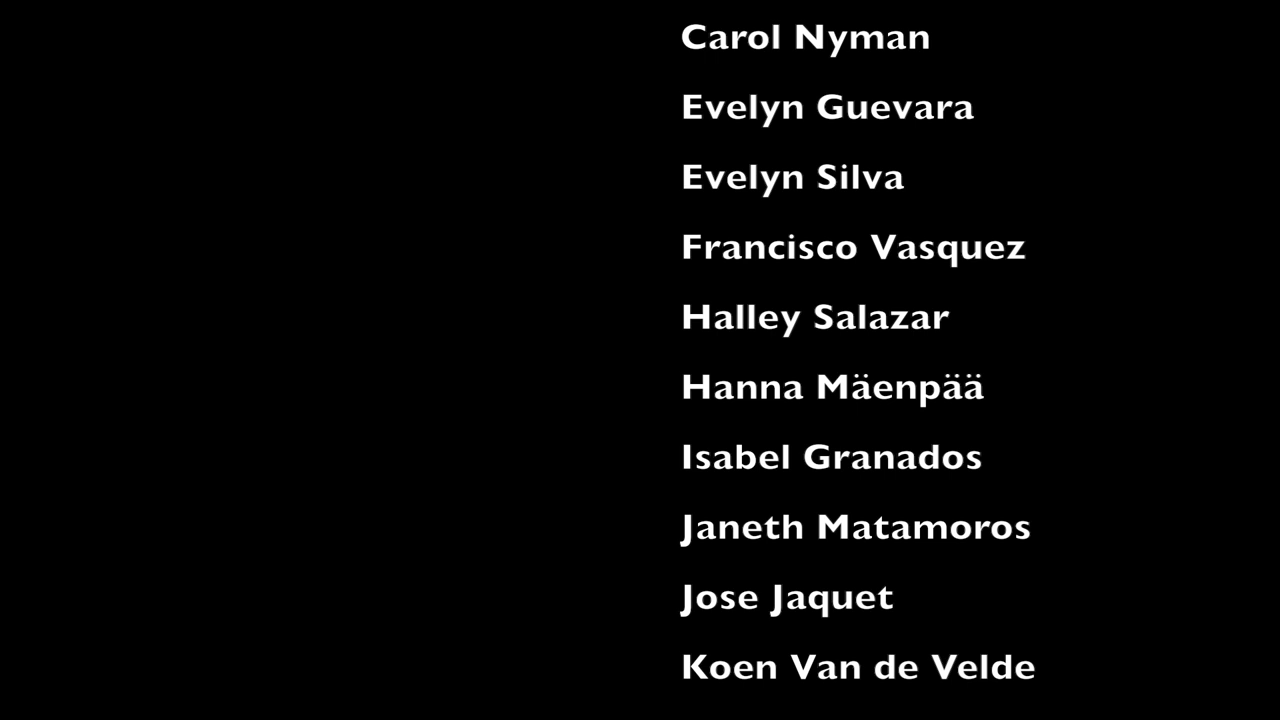 Carol Nyman
Evelyn Guevara
Evelyn Silva
Francisco Vasquez
Halley Salazar
Hanna Mäenpää
Isabel Granados
Janeth Matamoros
Jose Jaquet
Koen Van de Velde